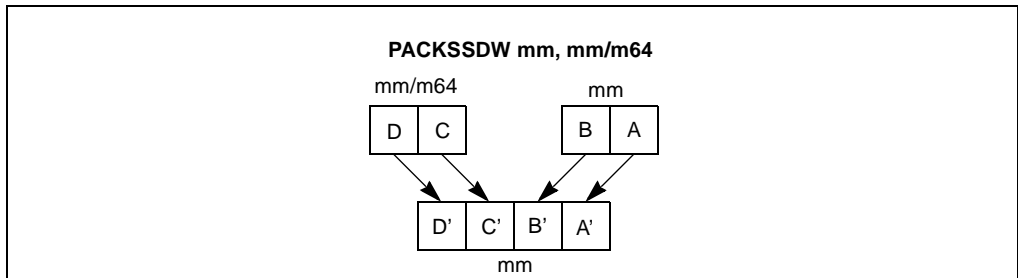 PACKSSDW mm, mm/m64
mm/m64 mm
D C B A
D’ C’ B’ A’
mm